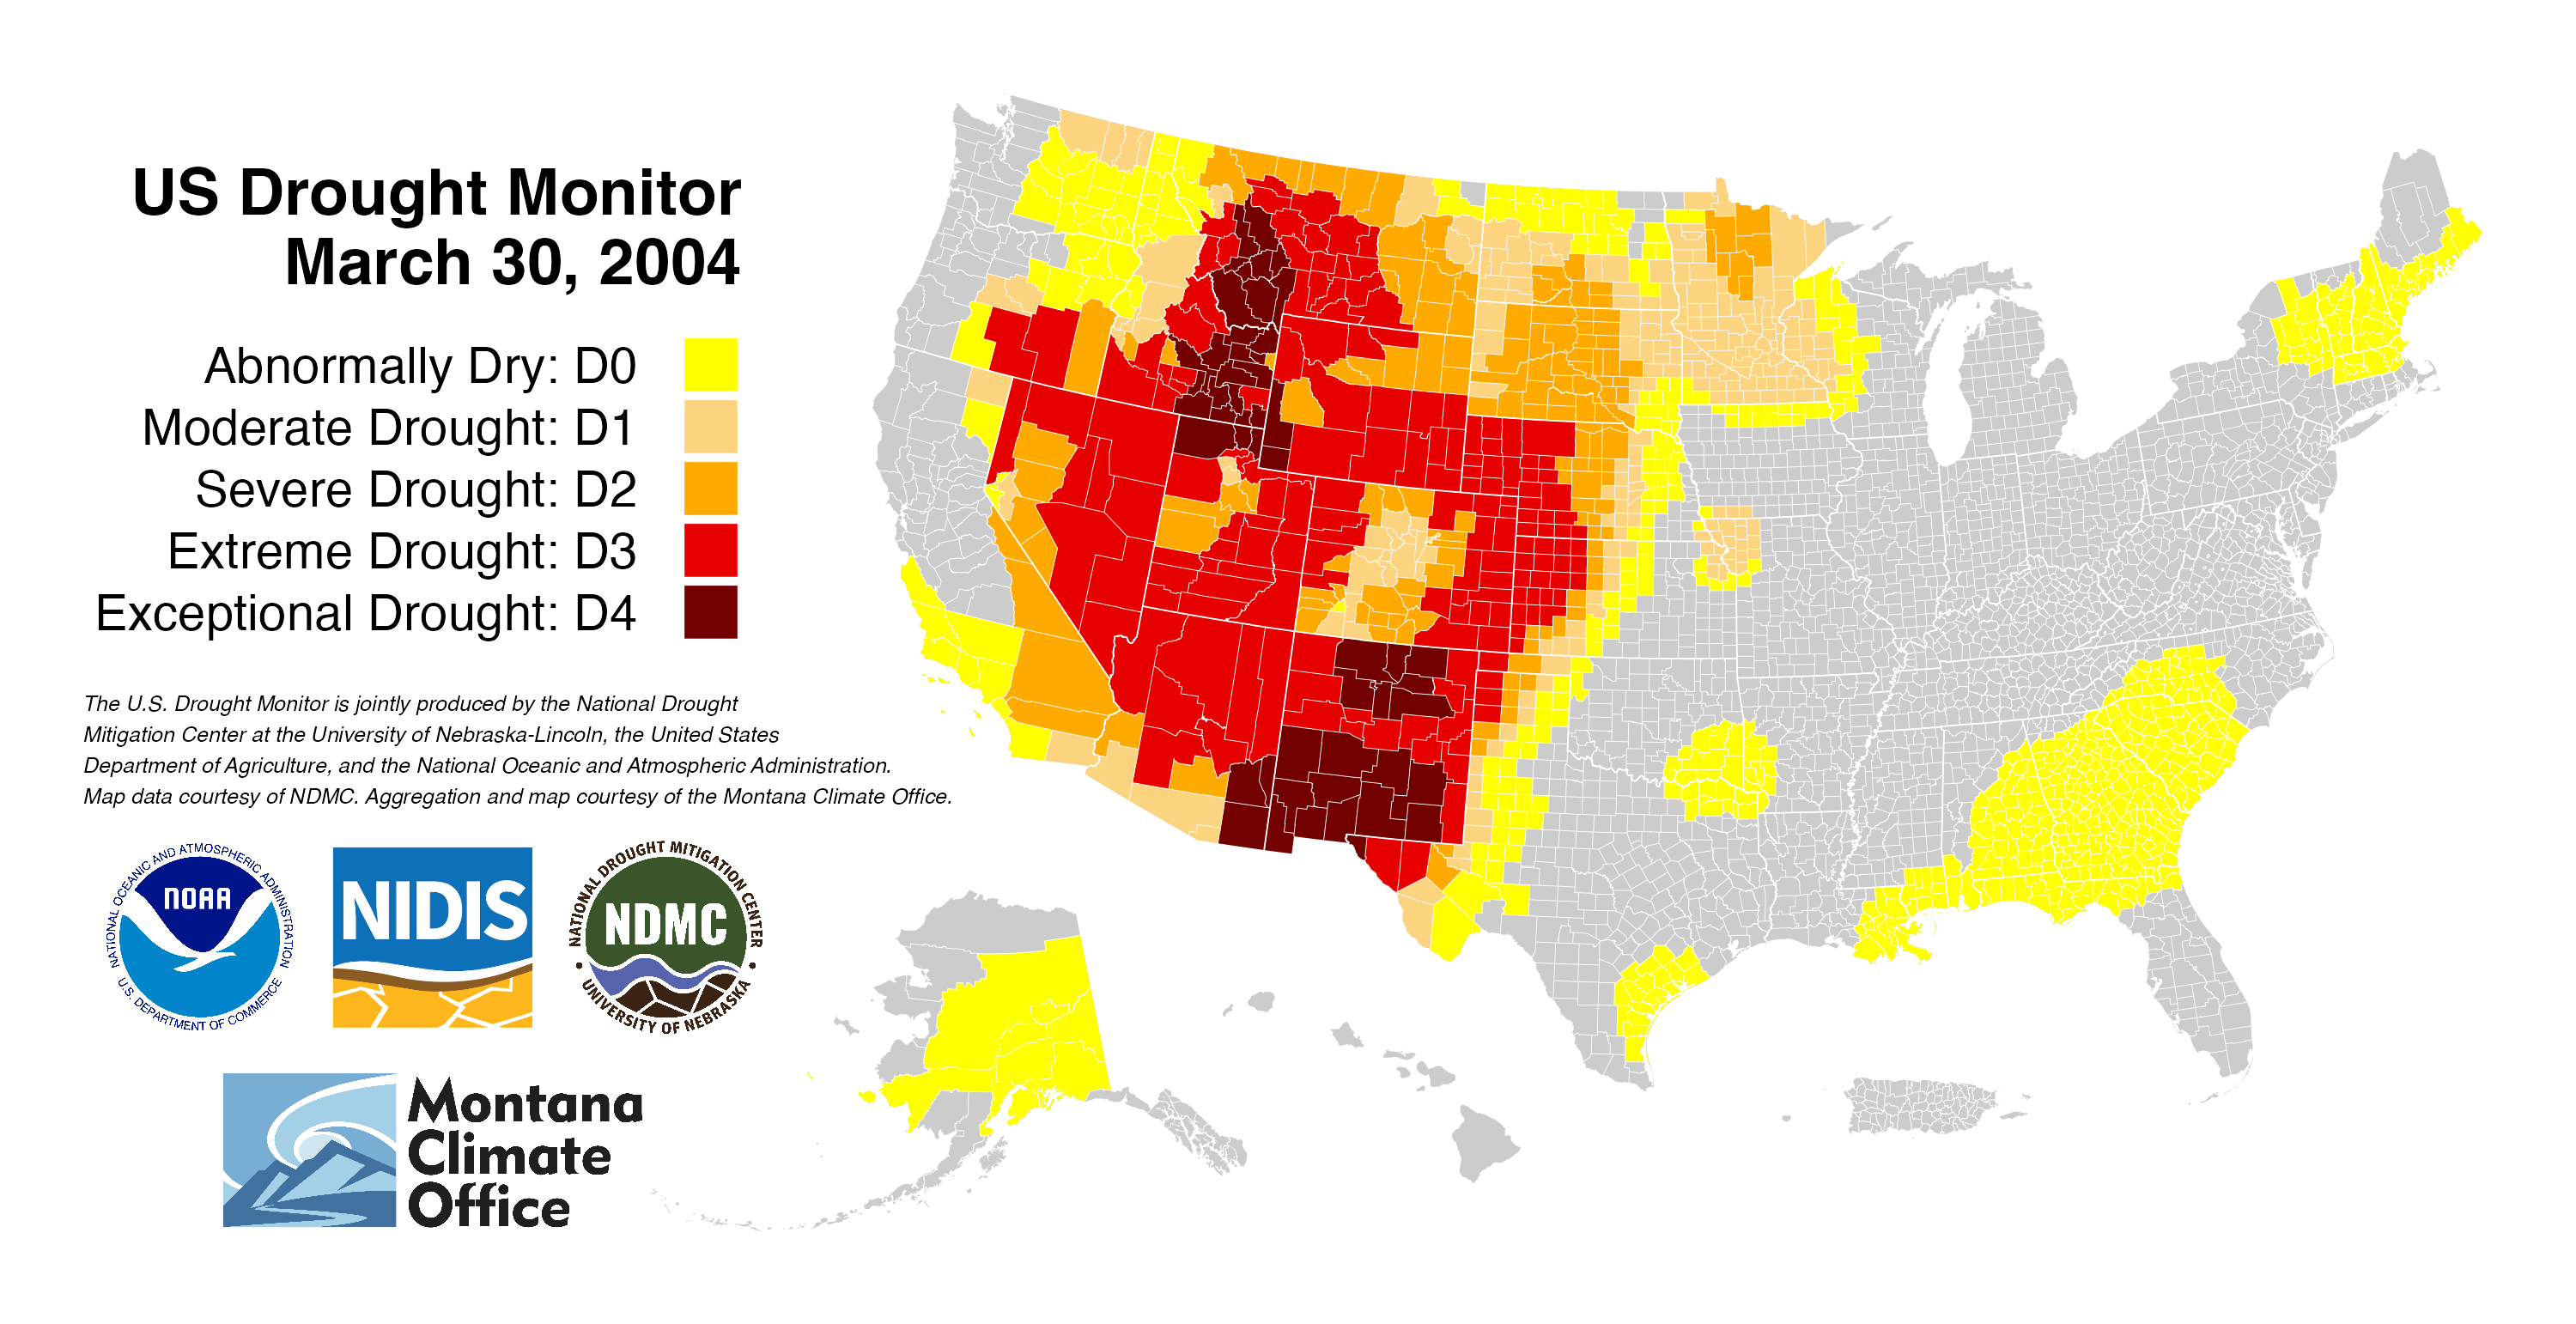 US Drought Monitor
March 30, 2004
Abnormally Dry: D0
Moderate Drought: D1
Severe Drought: D2
Extreme Drought: D3
Exceptional Drought: D4
The U.S. Drought Monitor is jointly produced by the National Drought
Mitigation Center at the University of Nebraska-Lincoln, the United States
Department of Agriculture, and the National Oceanic and Atmospheric Administration.
Map data courtesy of NDMC. Aggregation and map courtesy of the Montana Climate Office.
NATIONAL OCEANIC AND ATMOSPHERIC ADMINISTRATION
NOAA
U.S. DEPARTMENT OF COMMERCE
NIDIS
NATIONAL DROUGHT MITIGATION CENTER
NDMC
UNIVERSITY OF NEBRASKA
Montana
Climate
Office